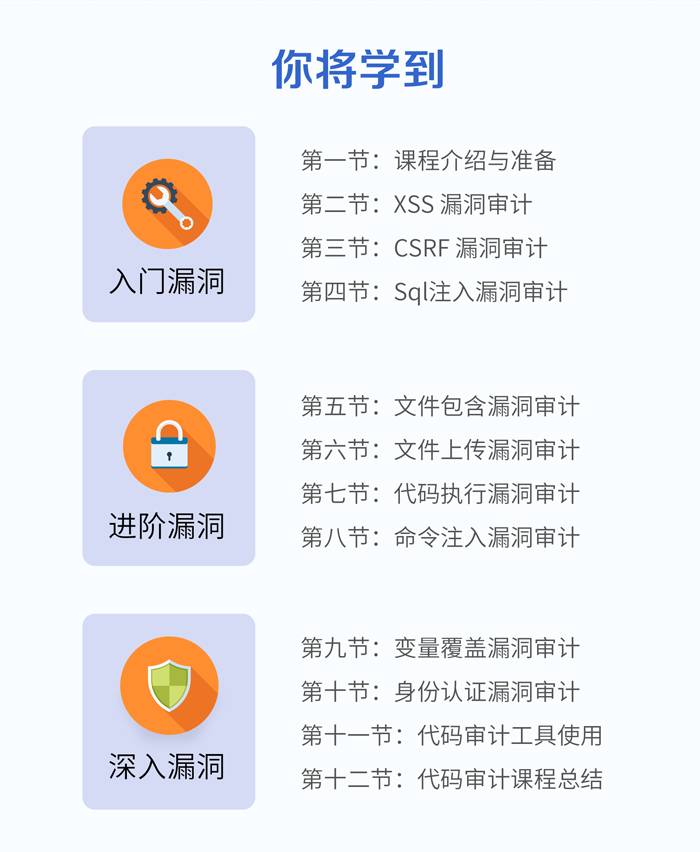 你将学到
入门漏洞
第一节：课程介绍与准备
第二节：XSS 漏洞审计
第三节：CSRF 漏洞审计
第四节：Sql注入漏洞审计
进阶漏洞
第五节：文件包含漏洞审计
第六节：文件上传漏洞审计
第七节：代码执行漏洞审计
第八节：命令注入漏洞审计
深入漏洞
第九节：变量覆盖漏洞审计
第十节：身份认证漏洞审计
第十一节：代码审计工具使用
第十二节：代码审计课程总结